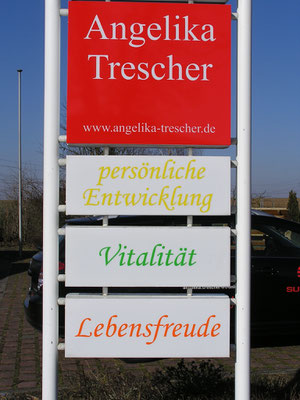 Angelika
Trescher
www.angelika-trescher.de
persönliche
Entwicklung
Vitalität
Lebensfreude